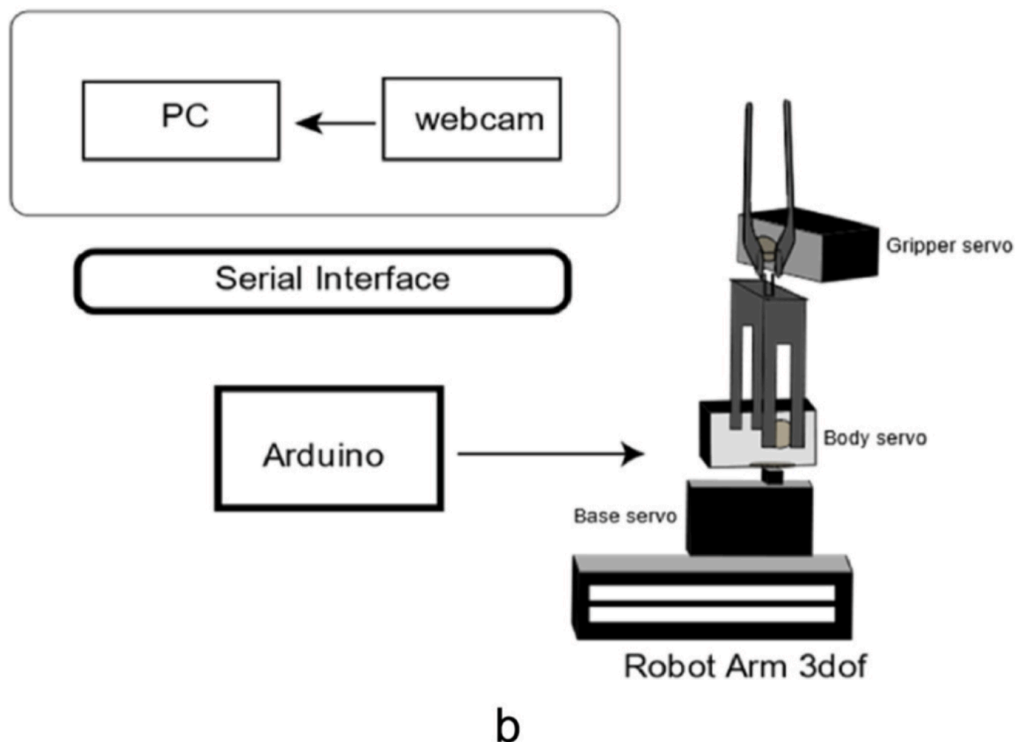 PC
webcam
Serial Interface
Gripper servo
Arduino
Body servo
Base servo
Robot Arm 3dof
b